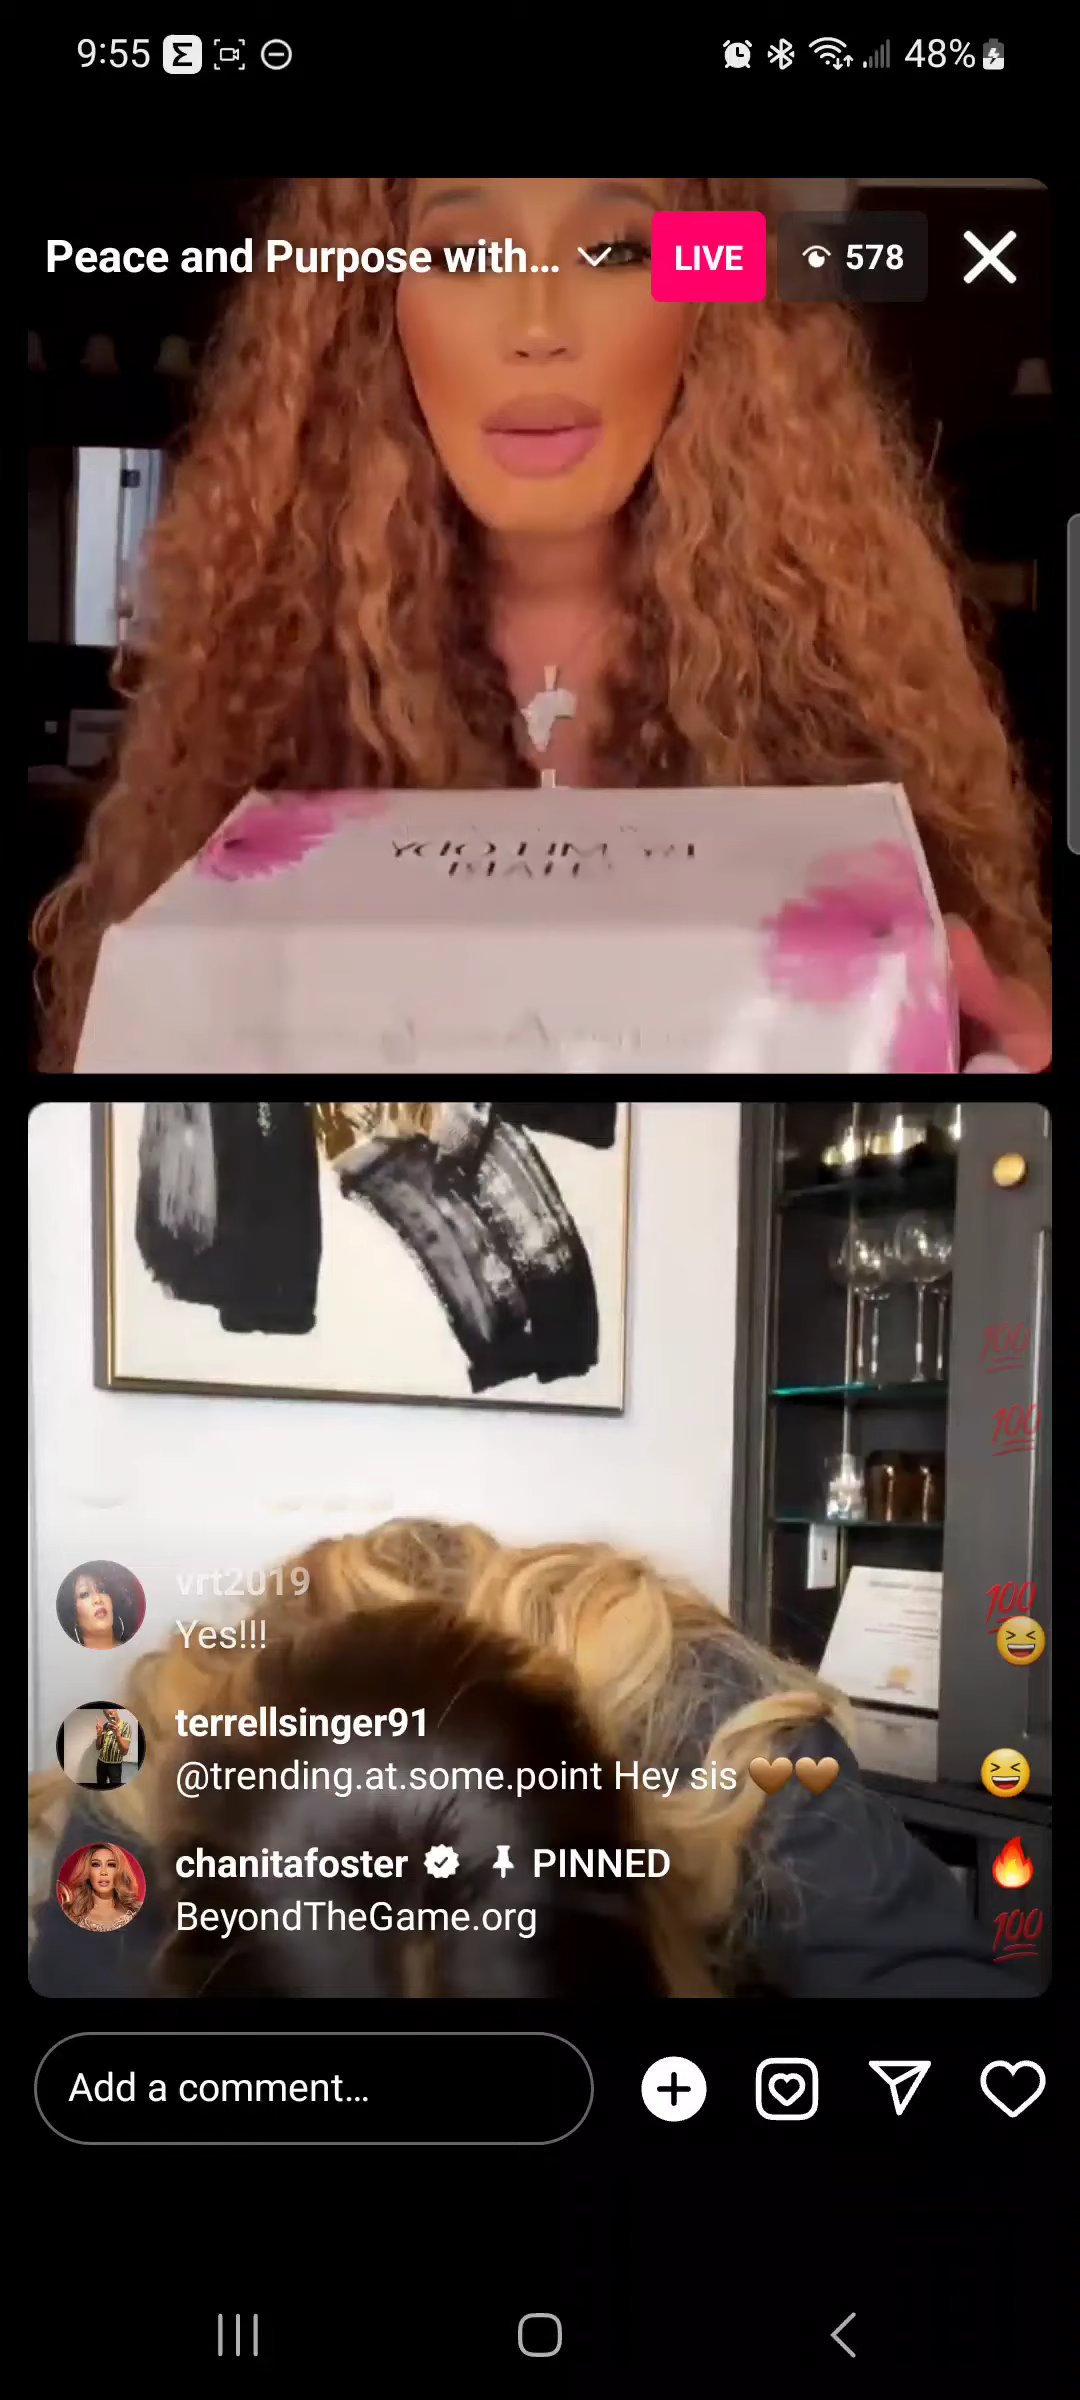 9:55
48%
Peace and Purpose with...
LIVE
578
vrt2019
Yes!!!
terrellsinger91
@trending.at.some.point Hey sis 🤎🤎
chanitafoster PINNED
BeyondTheGame.org
Add a comment...